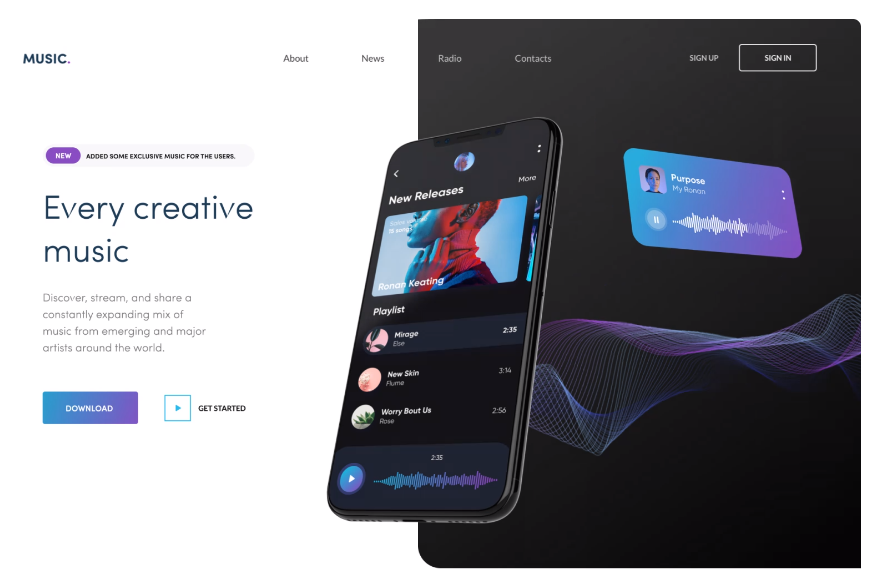 MUSIC.
About
News
Radio
Contacts
SIGN UP
SIGN IN
NEW
ADDED SOME EXCLUSIVE MUSIC FOR THE USERS.
Every creative
music
Discover, stream, and share a
constantly expanding mix of
music from emerging and major
artists around the world.
DOWNLOAD
GET STARTED
More
New Releases
15 songs
Ronan Keating
Playlist
Mirage
2:35
Else
New Skin
3:14
Flume
Worry Bout Us
2:56
Rose
2:35
Purpose
My Ronan